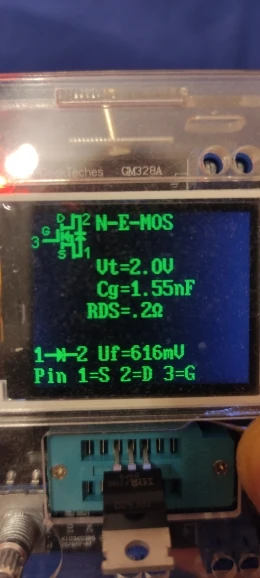 Teches GM328A
D 2 N-E-MOS
G
3
S 1
Vt=2.0V
Cg=1.55nF
RDS=.2Ω
1 2 Uf=616mV
Pin 1=S 2=D 3=G